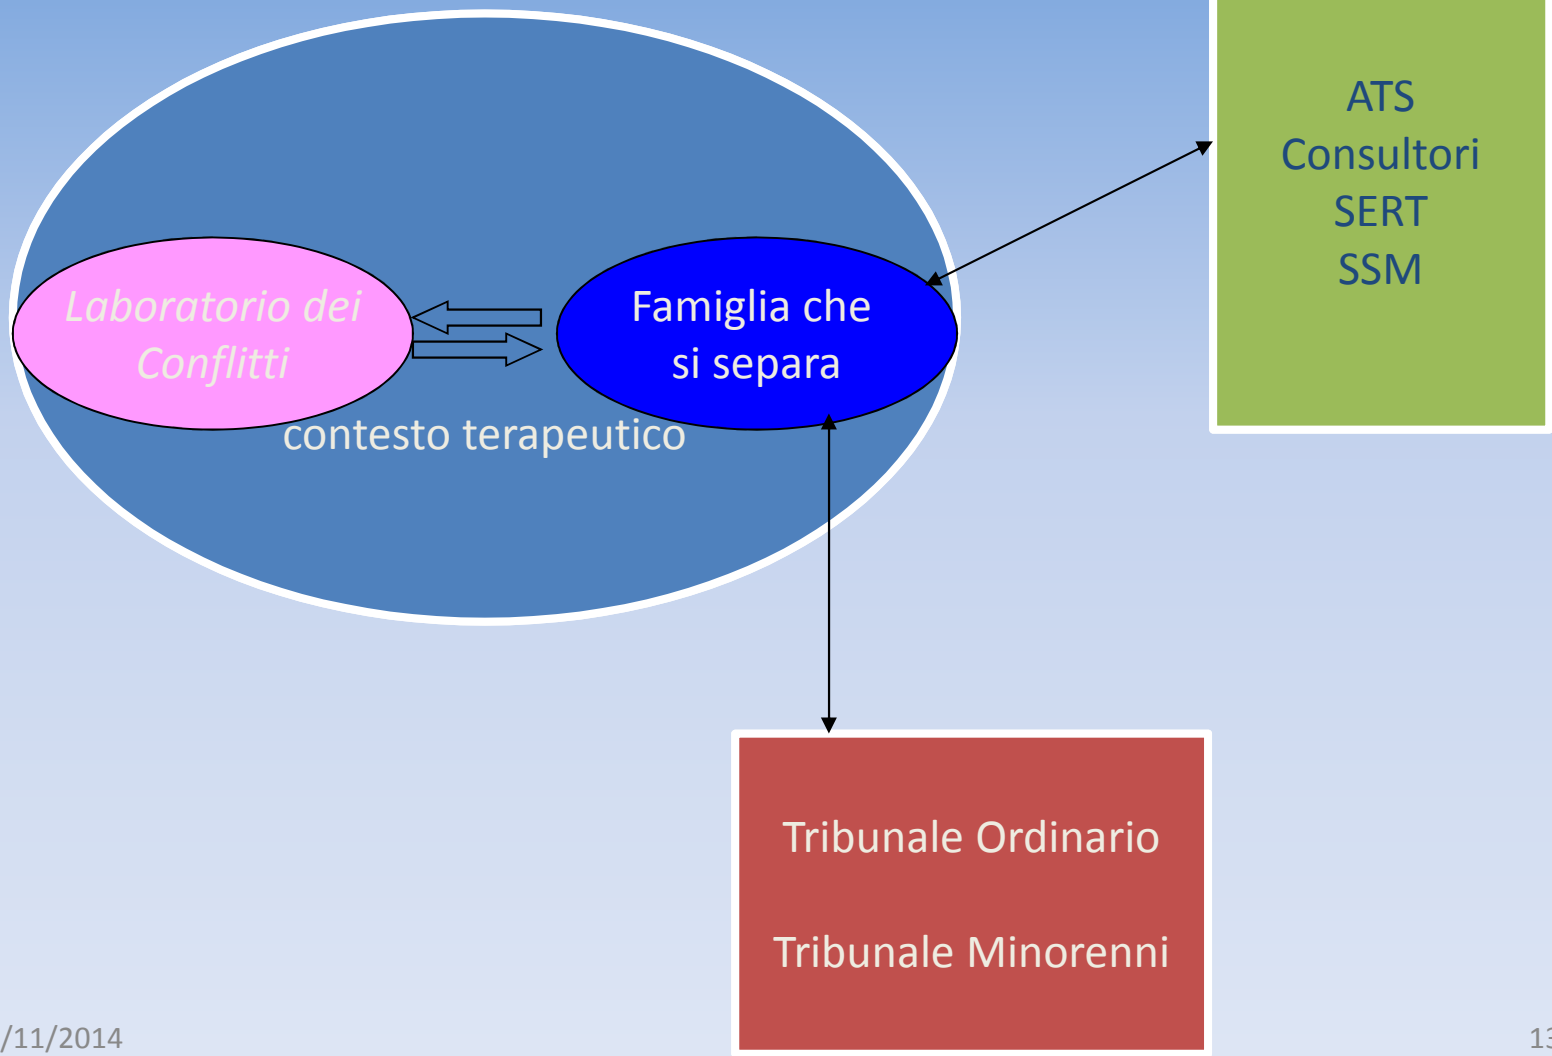 ATS
Consultori
SERT
SSM
Laboratorio dei
Conflitti
Famiglia che
si separa
contesto terapeutico
Tribunale Ordinario
Tribunale Minorenni
/11/2014
13